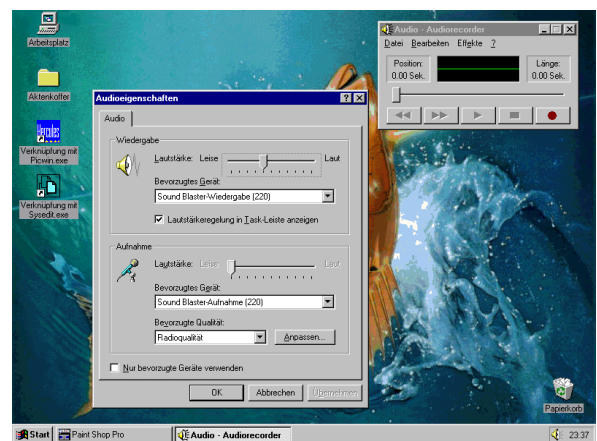 Arbeitsplatz
Aktenkoffer
Hercules
Verknüpfung mit
Picwin.exe
Verknüpfung mit
Sysedit.exe
Audioeigenschaften
Audio
Wiedergabe
Lautstärke: Leise Laut
Bevorzugtes Gerät:
Sound Blaster-Wiedergabe (220)
Lautstärkeregelung in Task-Leiste anzeigen
Aufnahme
Lautstärke: Leise Laut
Bevorzugtes Gerät:
Sound Blaster-Aufnahme (220)
Bevorzugte Qualität:
Radioqualität Anpassen...
Nur bevorzugte Geräte verwenden
OK Abbrechen Übernehmen
Audio - Audiorecorder
Datei Bearbeiten Effekte ?
Position: Länge:
0.00 Sek. 0.00 Sek.
Papierkorb
Start Paint Shop Pro Audio - Audiorecorder 23:37